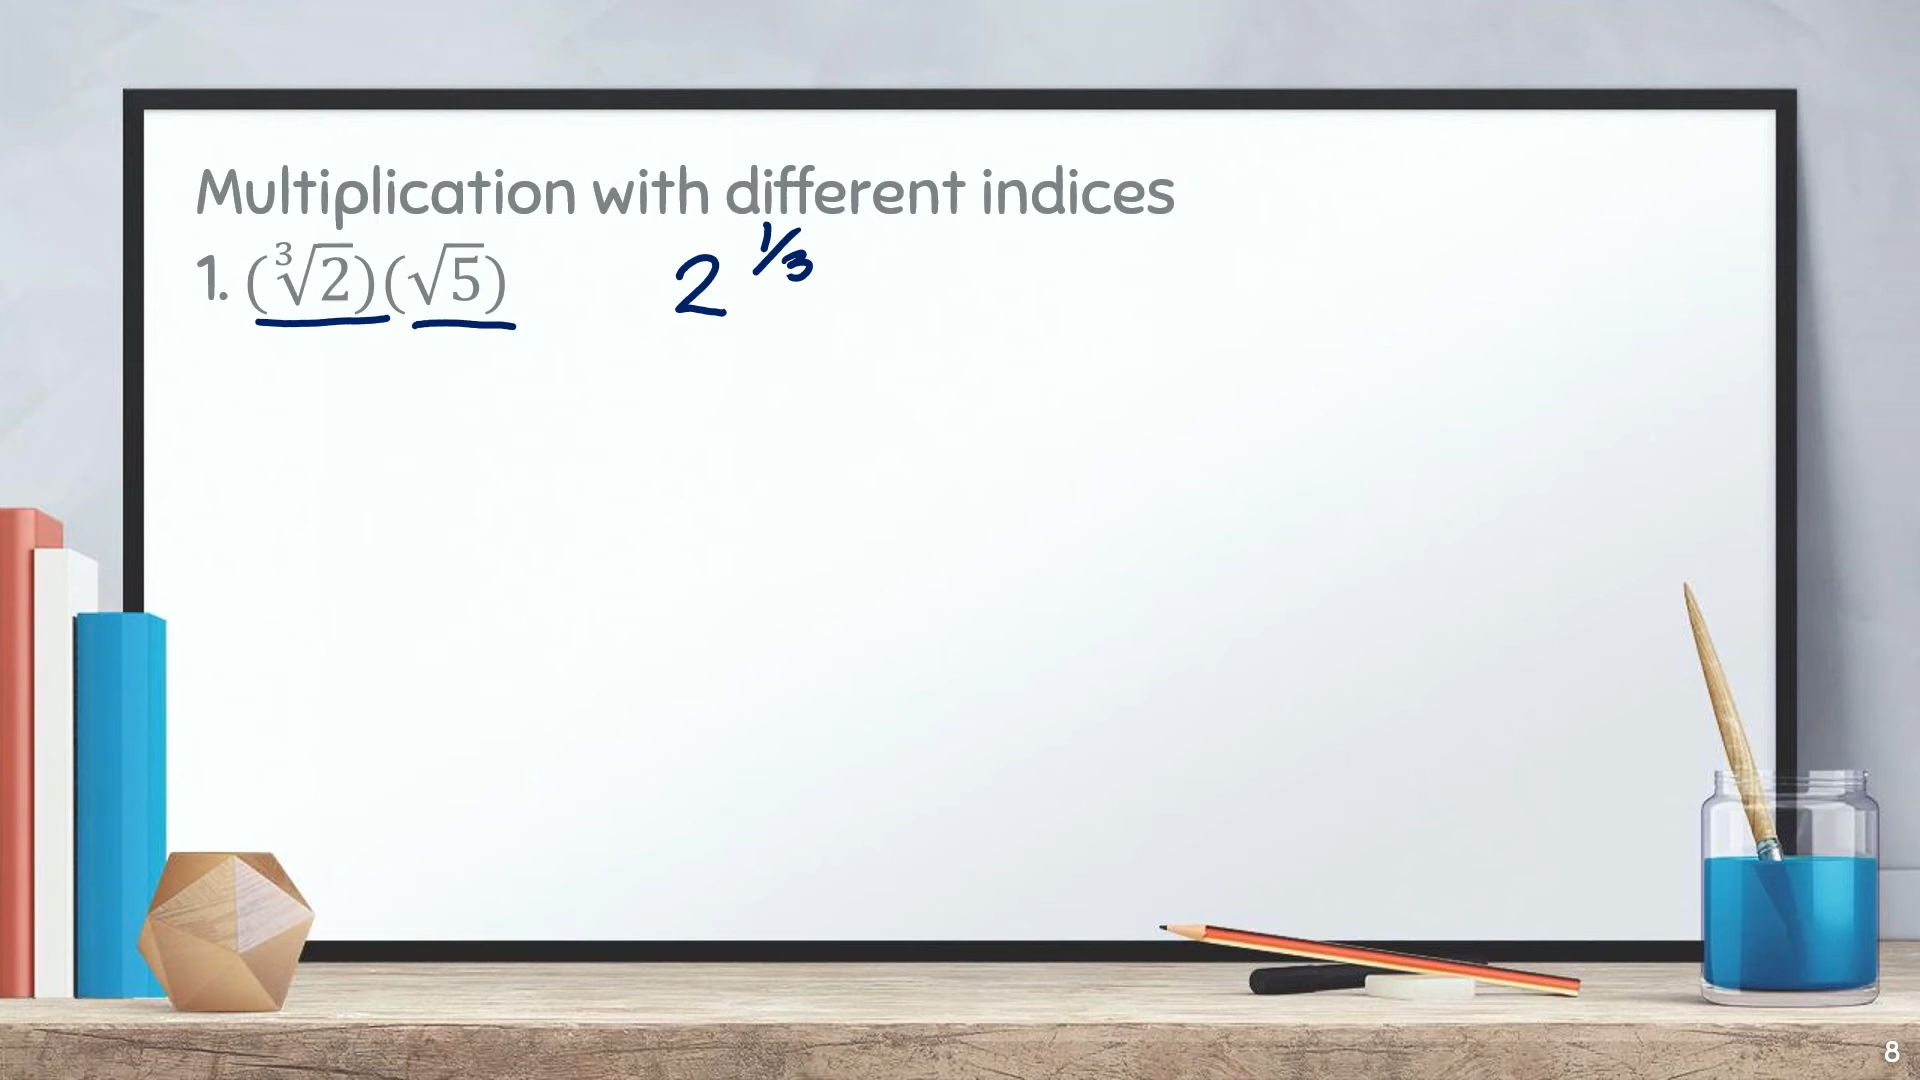 Multiplication with different indices
1. (∛2)(√5) 2^1/3
8